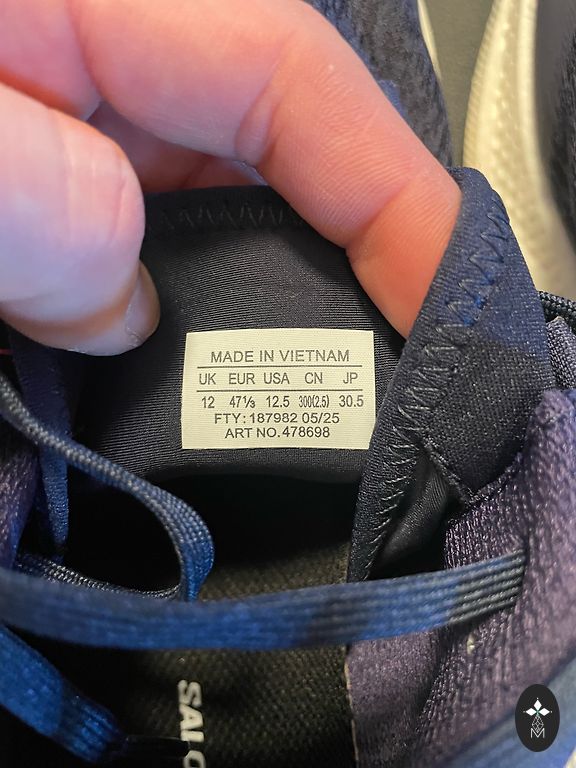 MADE IN VIETNAM
UK EUR USA CN JP
12 47⅓ 12.5 300(2.5) 30.5
FTY: 187982 05/25
ART NO. 478698
SALO
M